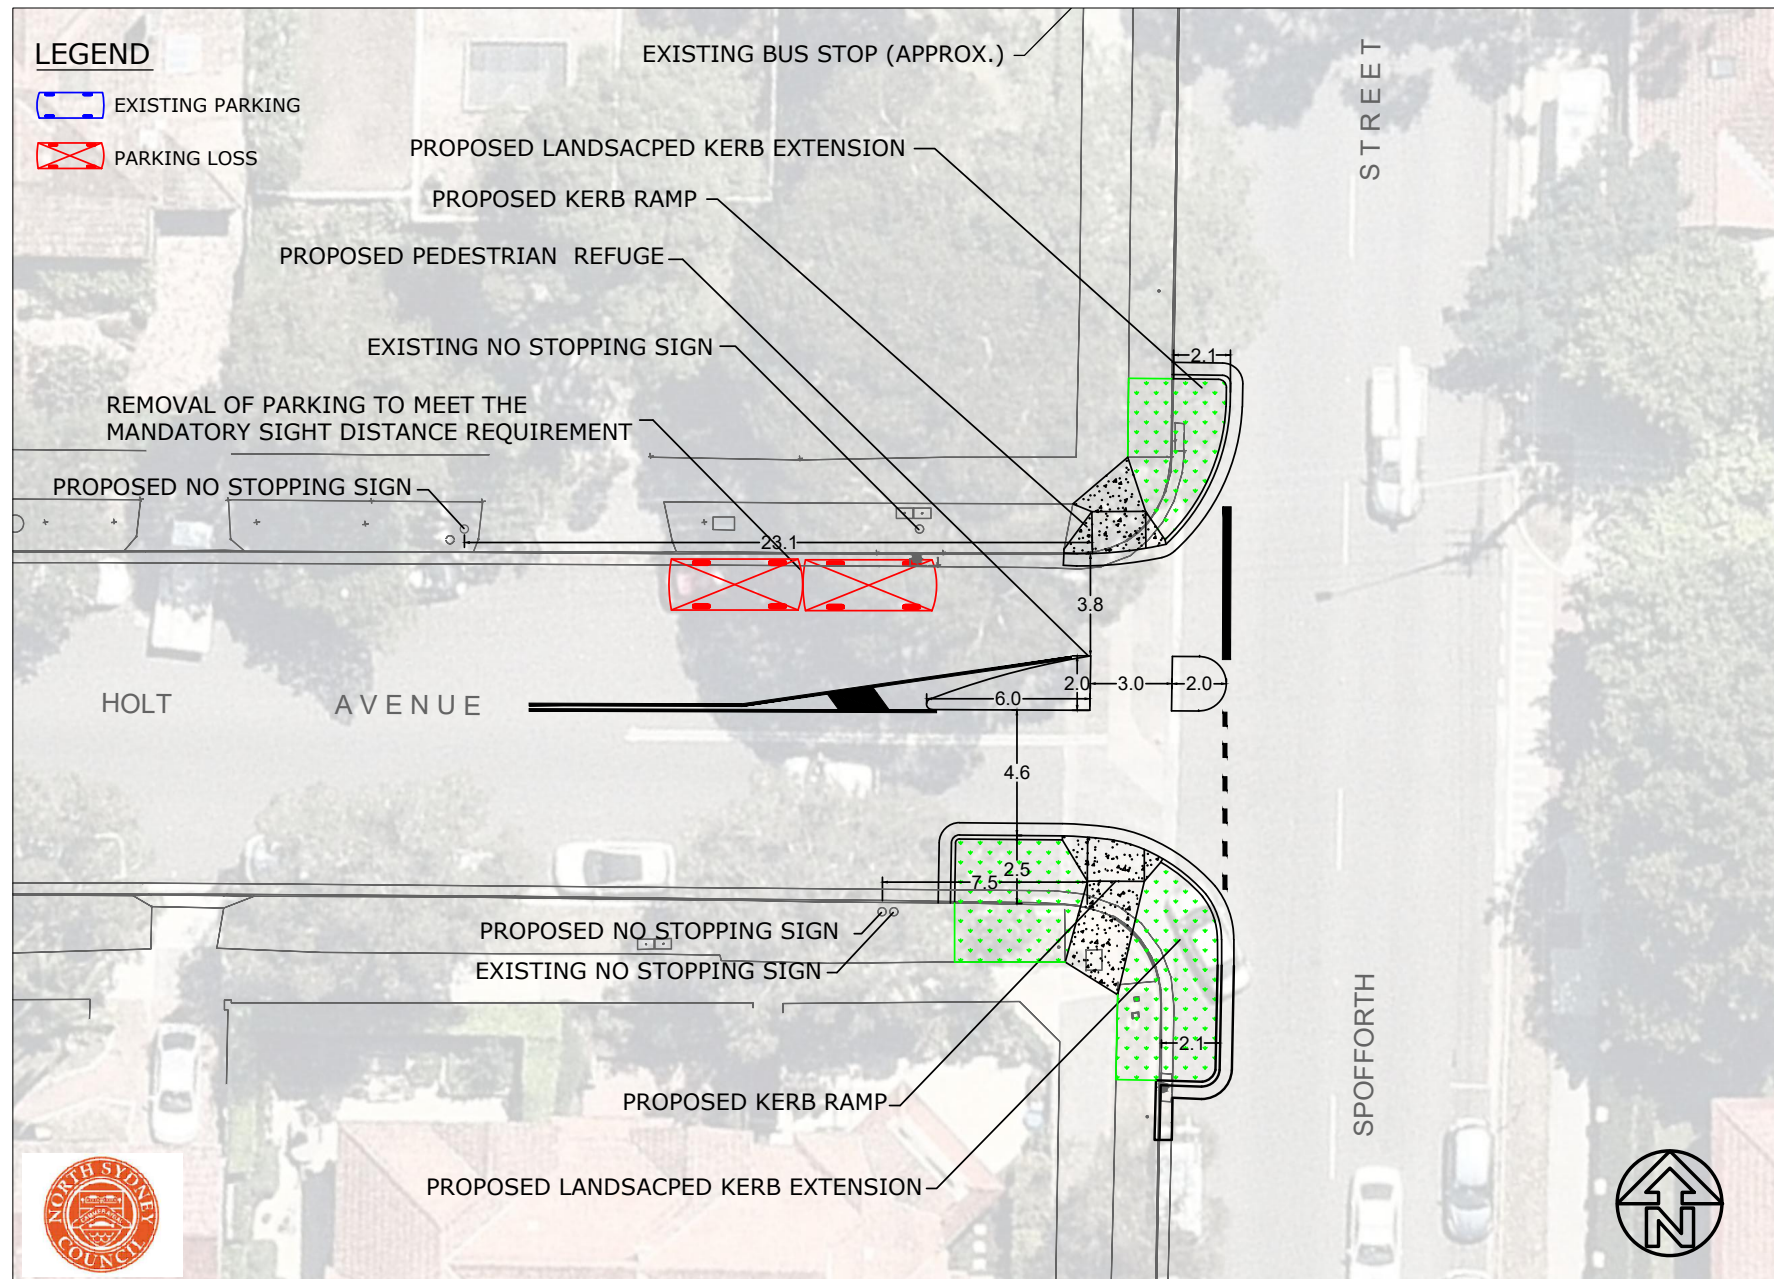 LEGEND
EXISTING PARKING
PARKING LOSS
EXISTING BUS STOP (APPROX.)
STREET
PROPOSED LANDSACPED KERB EXTENSION
PROPOSED KERB RAMP
PROPOSED PEDESTRIAN REFUGE
EXISTING NO STOPPING SIGN
2.1
REMOVAL OF PARKING TO MEET THE
MANDATORY SIGHT DISTANCE REQUIREMENT
PROPOSED NO STOPPING SIGN
23.1
3.8
HOLT AVENUE
6.0
2.0
3.0
2.0
4.6
2.5
7.5
PROPOSED NO STOPPING SIGN
EXISTING NO STOPPING SIGN
2.1
SPOFFORTH
PROPOSED KERB RAMP
PROPOSED LANDSACPED KERB EXTENSION
NORTH SYDNEY
COUNCIL
N